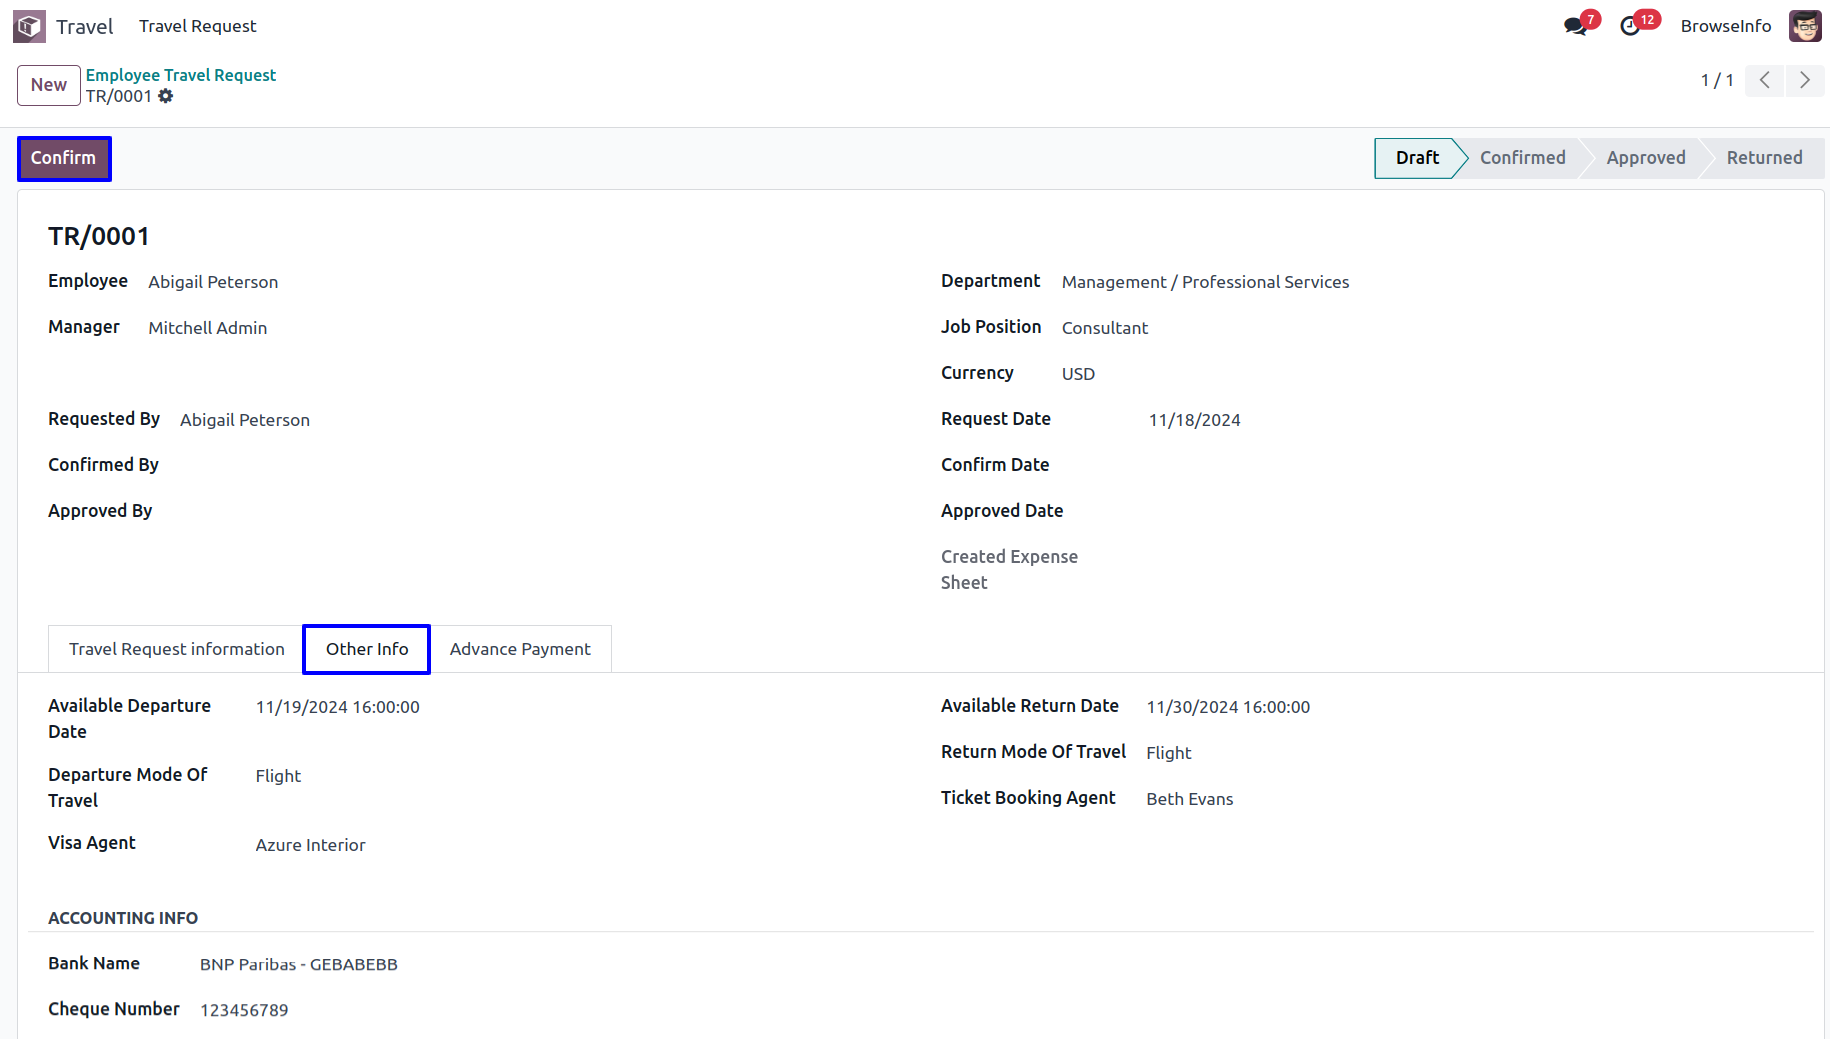 Travel Travel Request 7 12 BrowseInfo
New Employee Travel Request
TR/0001
1 / 1
Confirm
Draft Confirmed Approved Returned
TR/0001
Employee Abigail Peterson Department Management / Professional Services
Manager Mitchell Admin Job Position Consultant
Currency USD
Requested By Abigail Peterson Request Date 11/18/2024
Confirmed By Confirm Date
Approved By Approved Date
Created Expense
Sheet
Travel Request information Other Info Advance Payment
Available Departure
Date 11/19/2024 16:00:00
Available Return Date 11/30/2024 16:00:00
Departure Mode Of
Travel Flight
Return Mode Of Travel Flight
Ticket Booking Agent Beth Evans
Visa Agent Azure Interior
ACCOUNTING INFO
Bank Name BNP Paribas - GEBABEBB
Cheque Number 123456789